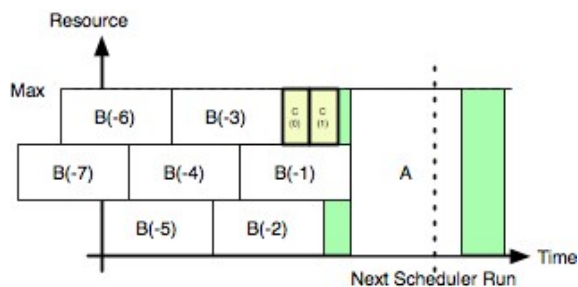 Resource
Max
B(-6) B(-3) C (0) C (1)
B(-7) B(-4) B(-1) A
B(-5) B(-2)
Time
Next Scheduler Run